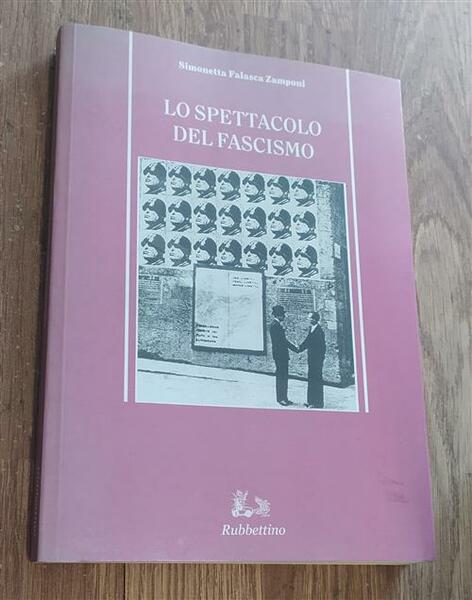 Simonetta Falasca Zamponi
LO SPETTACOLO
DEL FASCISMO
Rubbettino